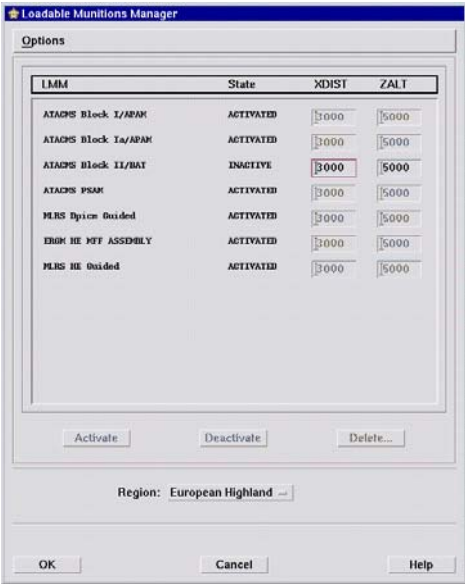 Loadable Munitions Manager
Options
LMM State XDIST ZALT
ATACMS Block I/APAM ACTIVATED 3000 5000
ATACMS Block Ia/APAM ACTIVATED 3000 5000
ATACMS Block II/BAT INACTIVE 3000 5000
ATACMS PSAM ACTIVATED 3000 5000
MLRS Dpicm Guided ACTIVATED 3000 5000
ERGM HE MFF ASSEMBLY ACTIVATED 3000 5000
MLRS HE Guided ACTIVATED 3000 5000
Activate Deactivate Delete...
Region: European Highland
OK Cancel Help